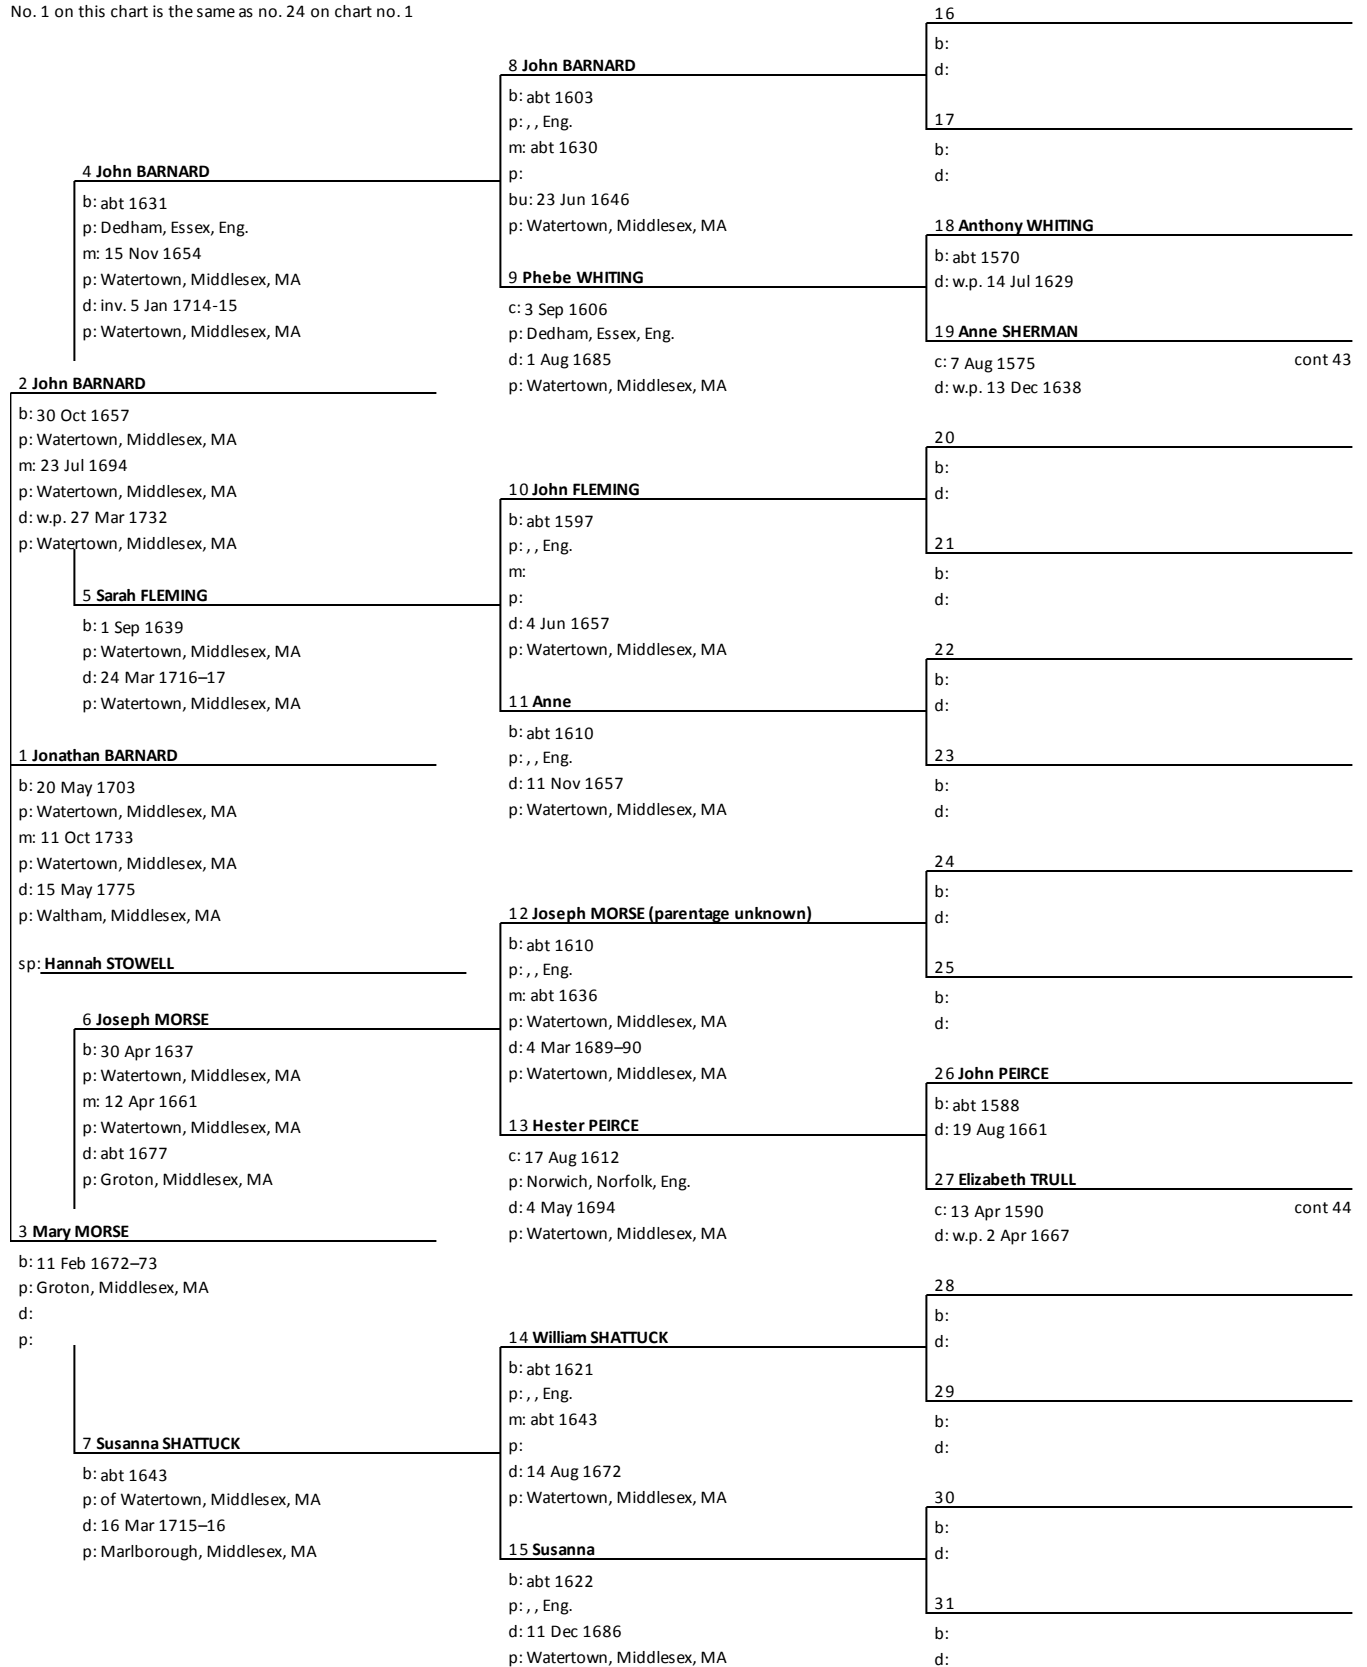 No. 1 on this chart is the same as no. 24 on chart no. 1
16
b:
d:
8 John BARNARD
b: abt 1603
p: , , Eng.
m: abt 1630
p:
bu: 23 Jun 1646
p: Watertown, Middlesex, MA
17
b:
d:
4 John BARNARD
b: abt 1631
p: Dedham, Essex, Eng.
m: 15 Nov 1654
p: Watertown, Middlesex, MA
d: inv. 5 Jan 1714-15
p: Watertown, Middlesex, MA
18 Anthony WHITING
b: abt 1570
d: w.p. 14 Jul 1629
9 Phebe WHITING
c: 3 Sep 1606
p: Dedham, Essex, Eng.
d: 1 Aug 1685
p: Watertown, Middlesex, MA
19 Anne SHERMAN
c: 7 Aug 1575 cont 43
d: w.p. 13 Dec 1638
2 John BARNARD
b: 30 Oct 1657
p: Watertown, Middlesex, MA
m: 23 Jul 1694
p: Watertown, Middlesex, MA
d: w.p. 27 Mar 1732
p: Watertown, Middlesex, MA
20
b:
d:
10 John FLEMING
b: abt 1597
p: , , Eng.
m:
p:
d: 4 Jun 1657
p: Watertown, Middlesex, MA
21
b:
d:
5 Sarah FLEMING
b: 1 Sep 1639
p: Watertown, Middlesex, MA
d: 24 Mar 1716–17
p: Watertown, Middlesex, MA
22
b:
d:
11 Anne
b: abt 1610
p: , , Eng.
d: 11 Nov 1657
p: Watertown, Middlesex, MA
23
b:
d:
1 Jonathan BARNARD
b: 20 May 1703
p: Watertown, Middlesex, MA
m: 11 Oct 1733
p: Watertown, Middlesex, MA
d: 15 May 1775
p: Waltham, Middlesex, MA
sp: Hannah STOWELL
24
b:
d:
12 Joseph MORSE (parentage unknown)
b: abt 1610
p: , , Eng.
m: abt 1636
p: Watertown, Middlesex, MA
d: 4 Mar 1689–90
p: Watertown, Middlesex, MA
25
b:
d:
6 Joseph MORSE
b: 30 Apr 1637
p: Watertown, Middlesex, MA
m: 12 Apr 1661
p: Watertown, Middlesex, MA
d: abt 1677
p: Groton, Middlesex, MA
26 John PEIRCE
b: abt 1588
d: 19 Aug 1661
13 Hester PEIRCE
c: 17 Aug 1612
p: Norwich, Norfolk, Eng.
d: 4 May 1694
p: Watertown, Middlesex, MA
27 Elizabeth TRULL
c: 13 Apr 1590 cont 44
d: w.p. 2 Apr 1667
3 Mary MORSE
b: 11 Feb 1672–73
p: Groton, Middlesex, MA
d:
p:
28
b:
d:
14 William SHATTUCK
b: abt 1621
p: , , Eng.
m: abt 1643
p:
d: 14 Aug 1672
p: Watertown, Middlesex, MA
29
b:
d:
7 Susanna SHATTUCK
b: abt 1643
p: of Watertown, Middlesex, MA
d: 16 Mar 1715–16
p: Marlborough, Middlesex, MA
30
b:
d:
15 Susanna
b: abt 1622
p: , , Eng.
d: 11 Dec 1686
p: Watertown, Middlesex, MA
31
b:
d: